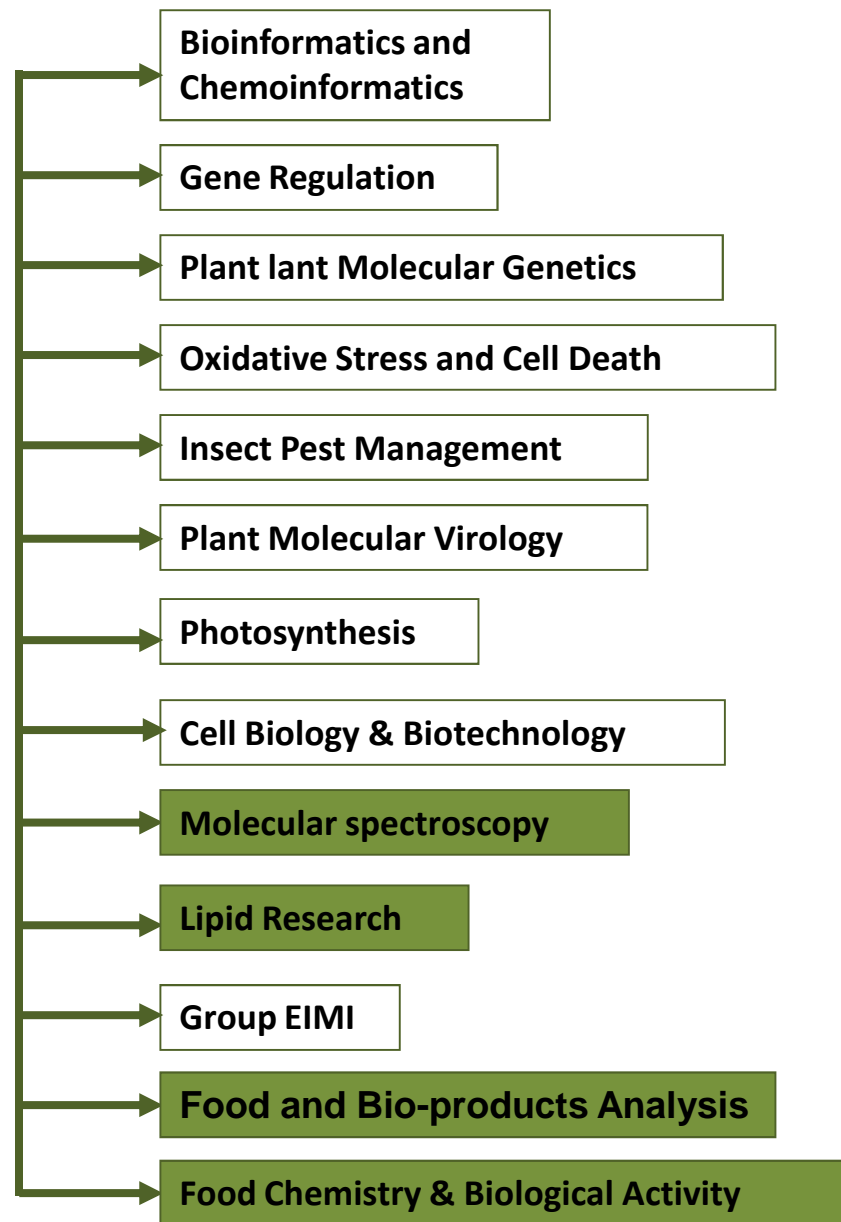 Bioinformatics and
Chemoinformatics
Gene Regulation
Plant lant Molecular Genetics
Oxidative Stress and Cell Death
Insect Pest Management
Plant Molecular Virology
Photosynthesis
Cell Biology & Biotechnology
Molecular spectroscopy
Lipid Research
Group EIMI
Food and Bio-products Analysis
Food Chemistry & Biological Activity